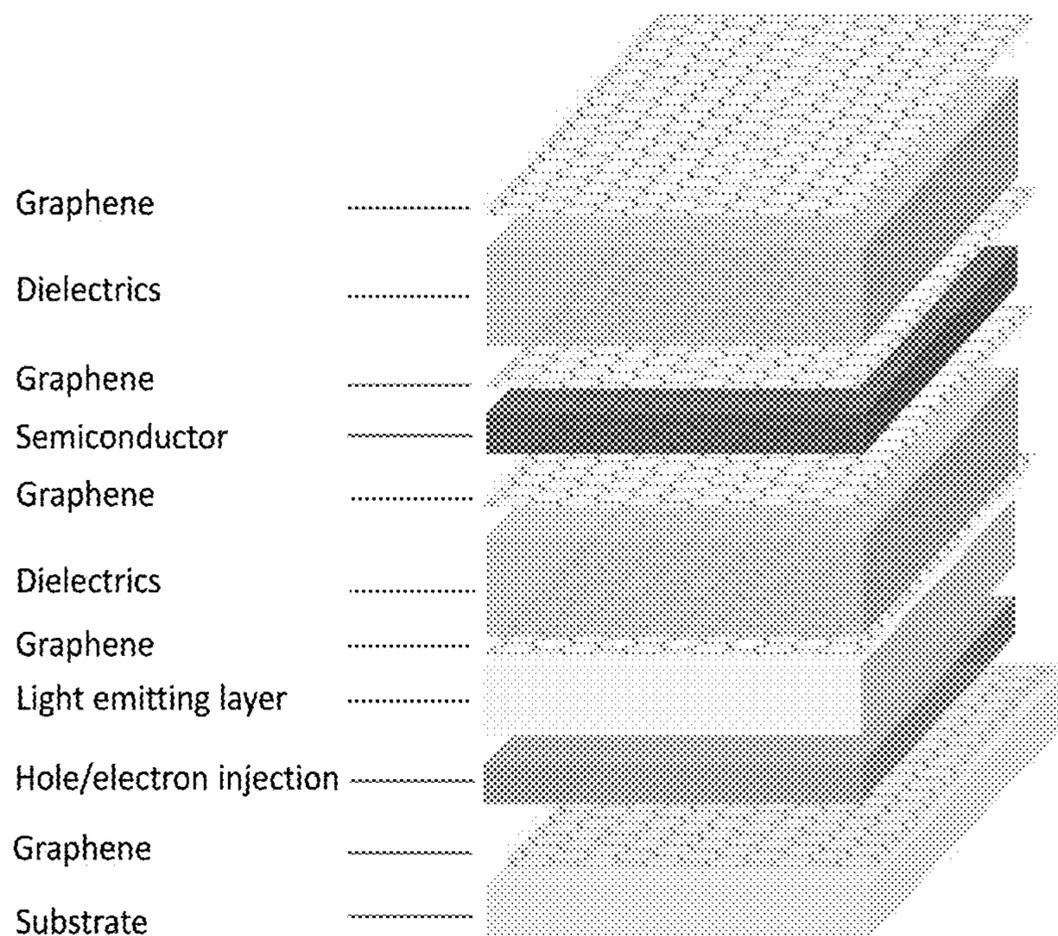 Graphene
Dielectrics
Graphene
Semiconductor
Graphene
Dielectrics
Graphene
Light emitting layer
Hole/electron injection
Graphene
Substrate